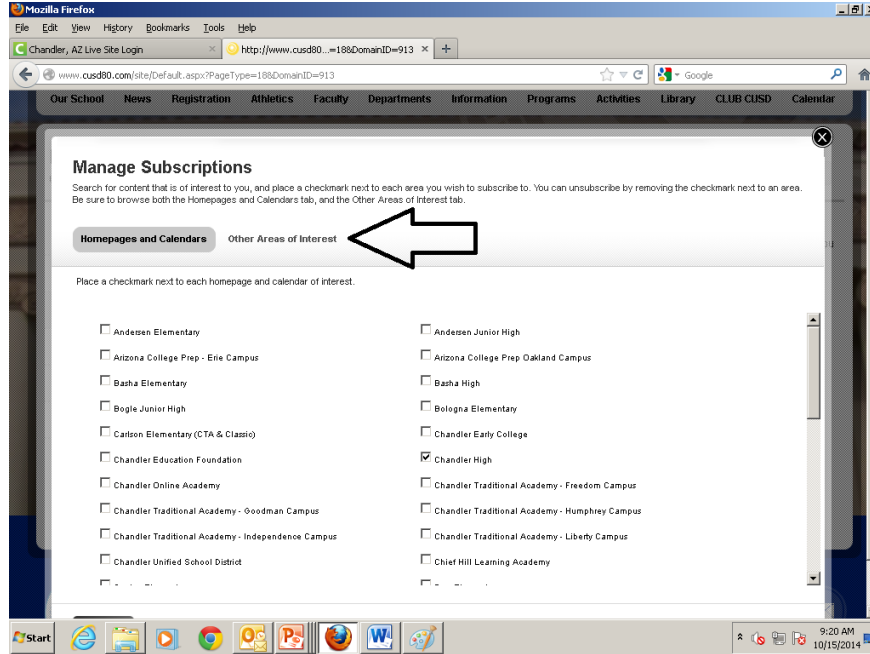 Mozilla Firefox
File Edit View History Bookmarks Tools Help
Chandler, AZ Live Site Login × http://www.cusd80...=18&DomainID=913 × +
www.cusd80.com/site/Default.aspx?PageType=18&DomainID=913 Google
Our School News Registration Athletics Faculty Departments Information Programs Activities Library CLUB CUSD Calendar
Manage Subscriptions
Search for content that is of interest to you, and place a checkmark next to each area you wish to subscribe to. You can unsubscribe by removing the checkmark next to an area.
Be sure to browse both the Homepages and Calendars tab, and the Other Areas of Interest tab.
Homepages and Calendars Other Areas of Interest
Place a checkmark next to each homepage and calendar of interest.
Andersen Elementary Andersen Junior High
Arizona College Prep - Erie Campus Arizona College Prep Oakland Campus
Basha Elementary Basha High
Bogle Junior High Bologna Elementary
Carlson Elementary (CTA & Classic) Chandler Early College
Chandler Education Foundation Chandler High
Chandler Online Academy Chandler Traditional Academy - Freedom Campus
Chandler Traditional Academy - Goodman Campus Chandler Traditional Academy - Humphrey Campus
Chandler Traditional Academy - Independence Campus Chandler Traditional Academy - Liberty Campus
Chandler Unified School District Chief Hill Learning Academy
Start 9:20 AM
10/15/2014